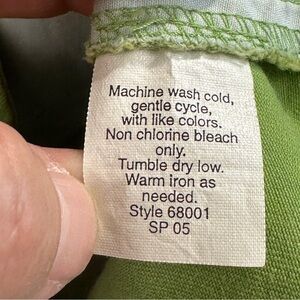 Machine wash cold,
gentle cycle,
with like colors.
Non chlorine bleach
only.
Tumble dry low.
Warm iron as
needed.
Style 68001
SP 05